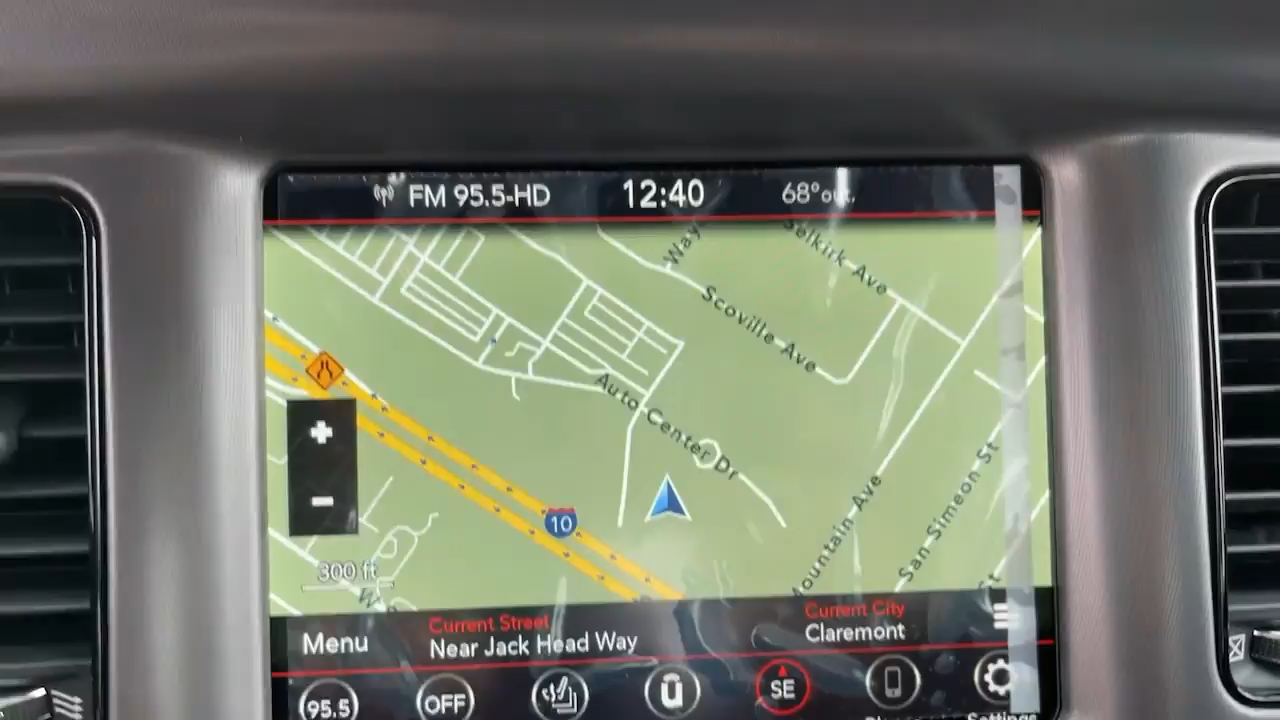 FM 95.5-HD 12:40 68° out
Way
Selkirk Ave
Scoville Ave
Auto Center Dr
10
Mountain Ave
San Simeon St
St
+
-
300 ft
Current Street
Near Jack Head Way
Current City
Claremont
Menu
95.5
OFF
SE
Settings